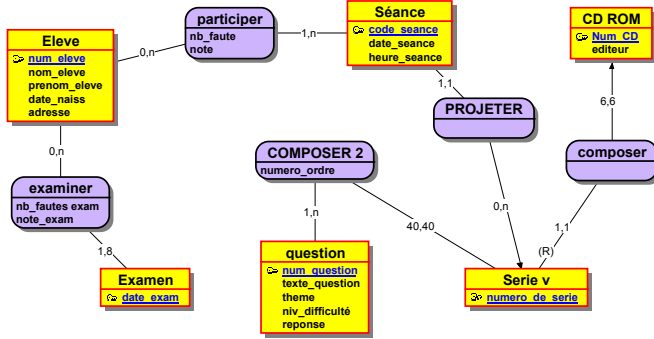 participer
nb_faute
note
Séance
code_seance
date_seance
heure_seance
CD ROM
Num_CD
editeur
Eleve
num_eleve
nom_eleve
prenom_eleve
date_naiss
adresse
0,n
1,n
1,1
6,6
PROJETER
COMPOSER 2
numero_ordre
composer
0,n
examiner
nb_fautes exam
note_exam
1,n
40,40
0,n
1,1
(R)
1,8
question
num_question
texte_question
theme
niv_difficulté
reponse
Examen
date_exam
Serie v
numero_de_serie